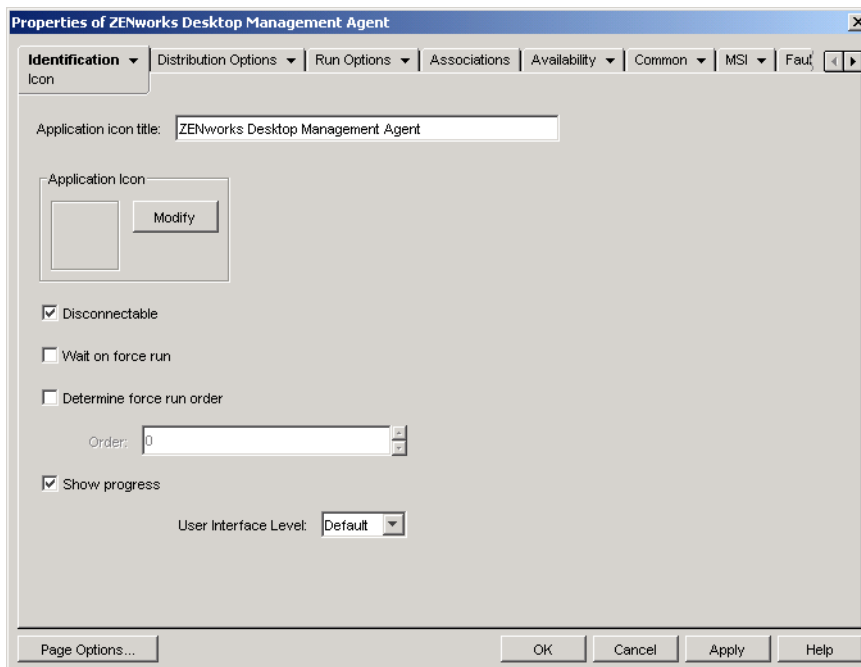 Properties of ZENworks Desktop Management Agent
Identification Distribution Options Run Options Associations Availability Common MSI
Icon
Application icon title: ZENworks Desktop Management Agent
Application Icon
Modify
Disconnectable
Wait on force run
Determine force run order
Order: 0
Show progress
User Interface Level: Default
Page Options... OK Cancel Apply Help